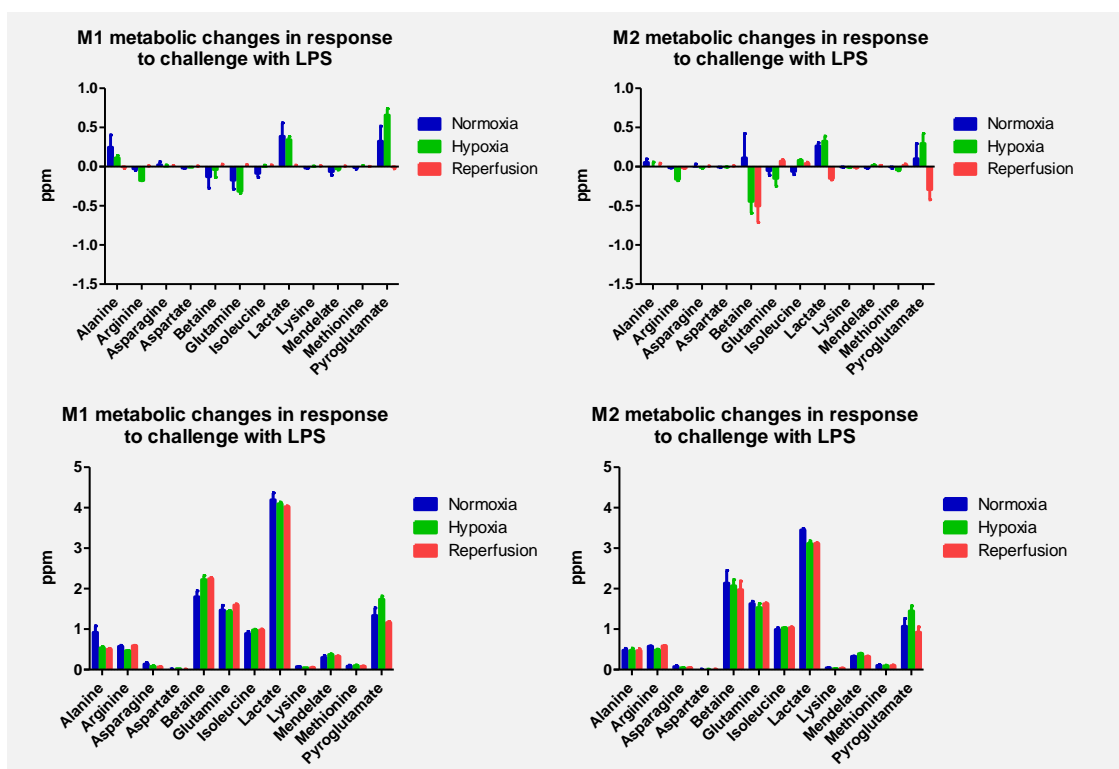 M1 metabolic changes in response
to challenge with LPS
1.0
0.5
0.0
-0.5
-1.0
-1.5
ppm
Normoxia
Hypoxia
Reperfusion
Alanine
Arginine
Asparagine
Aspartate
Betaine
Glutamine
Isoleucine
Lactate
Lysine
Mendelate
Methionine
Pyroglutamate
M2 metabolic changes in response
to challenge with LPS
1.0
0.5
0.0
-0.5
-1.0
-1.5
ppm
Normoxia
Hypoxia
Reperfusion
Alanine
Arginine
Asparagine
Aspartate
Betaine
Glutamine
Isoleucine
Lactate
Lysine
Mendelate
Methionine
Pyroglutamate
M1 metabolic changes in response
to challenge with LPS
5
4
3
2
1
0
ppm
Normoxia
Hypoxia
Reperfusion
Alanine
Arginine
Asparagine
Aspartate
Betaine
Glutamine
Isoleucine
Lactate
Lysine
Mendelate
Methionine
Pyroglutamate
M2 metabolic changes in response
to challenge with LPS
5
4
3
2
1
0
ppm
Normoxia
Hypoxia
Reperfusion
Alanine
Arginine
Asparagine
Aspartate
Betaine
Glutamine
Isoleucine
Lactate
Lysine
Mendelate
Methionine
Pyroglutamate